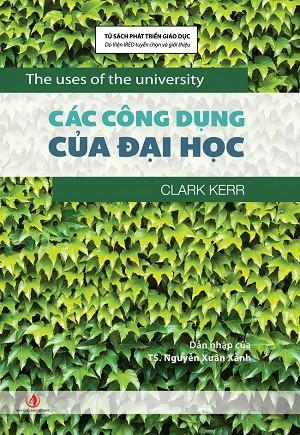 TỦ SÁCH PHÁT TRIỂN GIÁO DỤC
Do Viện IRED tuyển chọn và giới thiệu
The uses of the university
CÁC CÔNG DỤNG
CỦA ĐẠI HỌC
CLARK KERR
Dẫn nhập của
TS. Nguyễn Xuân Xanh